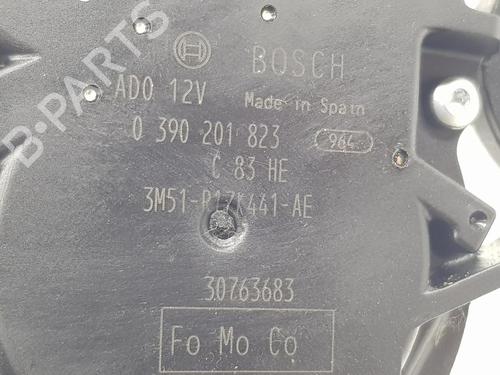 BOSCH
ADO 12V
Made in Spain
0 390 201 823
964
C 83 HE
3M51-R17K441-AE
30763683
Fo Mo Co
B-PARTS